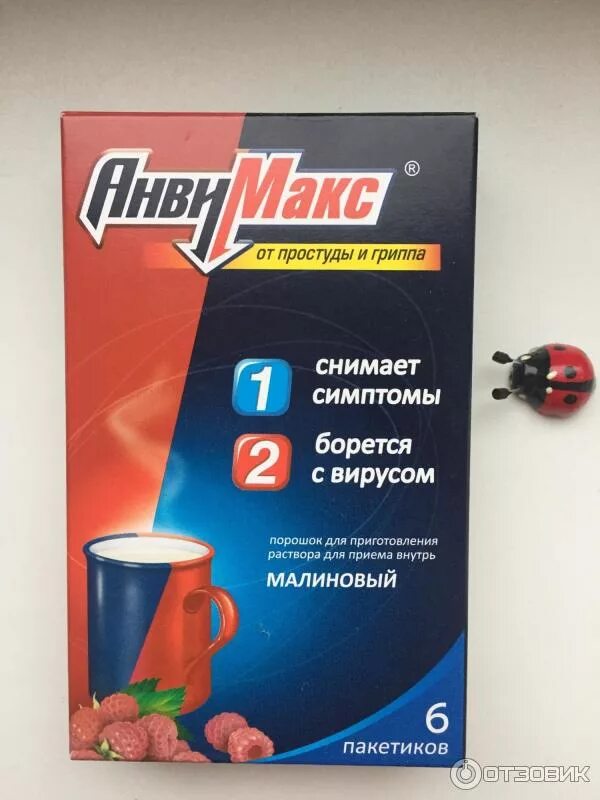 АнвиМакс®
от простуды и гриппа
1 снимает
симптомы
2 борется
с вирусом
порошок для приготовления
раствора для приема внутрь
МАЛИНОВЫЙ
6
пакетиков
ОТЗОВИК